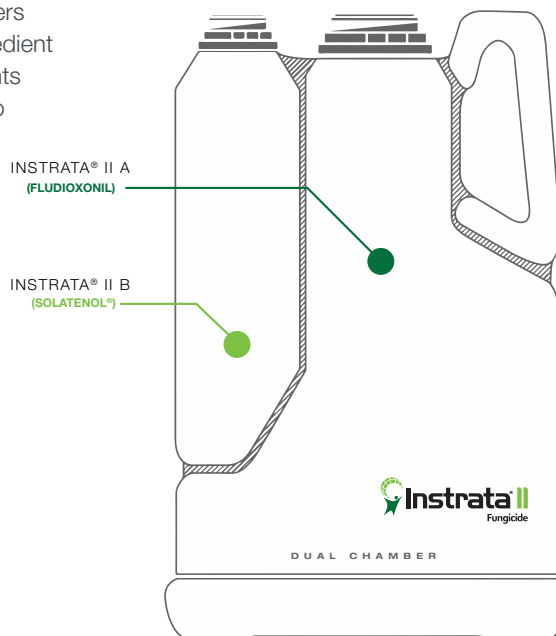 ers
edient
nts
o
INSTRATA® II A
(FLUDIOXONIL)
INSTRATA® II B
(SOLATENOL®)
Instrata® II
Fungicide
DUAL CHAMBER